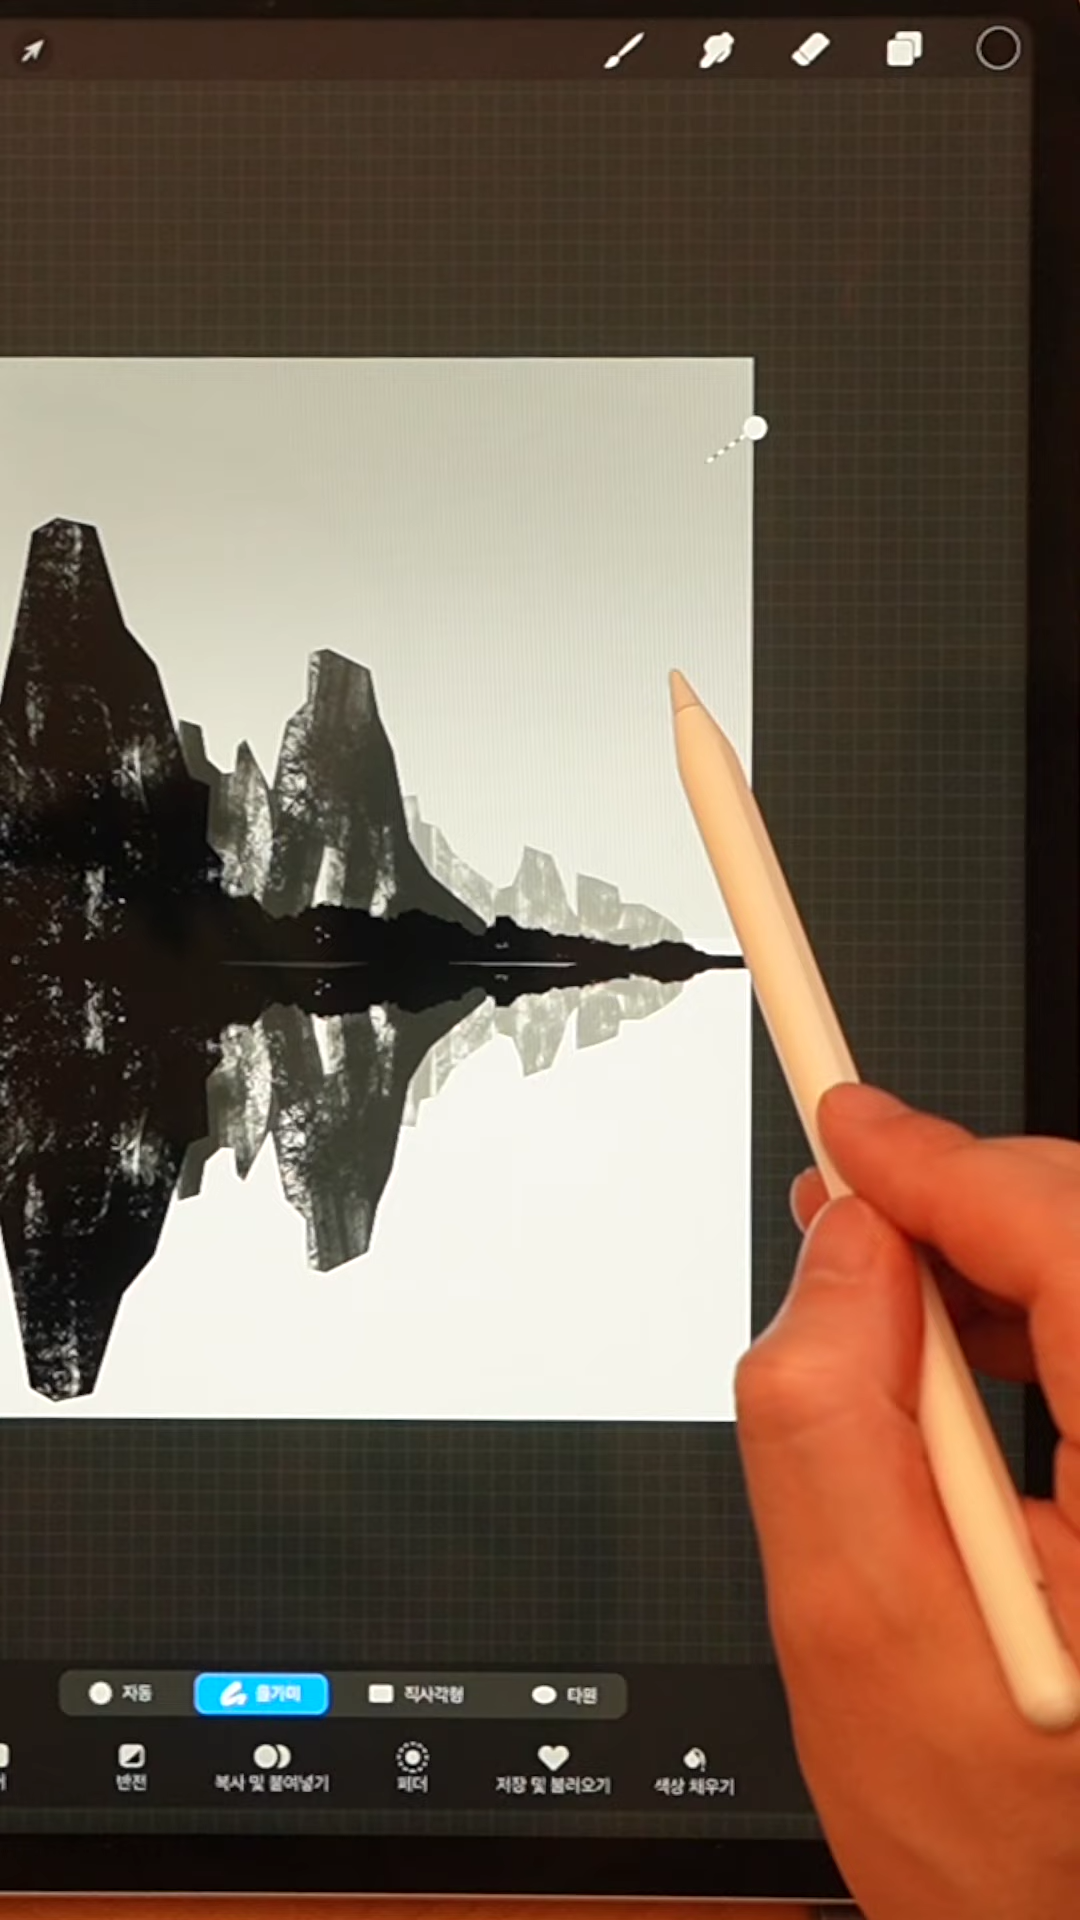 자동 올가미 직사각형 타원
반전 복사 및 붙여넣기 페더 저장 및 불러오기 색상 채우기